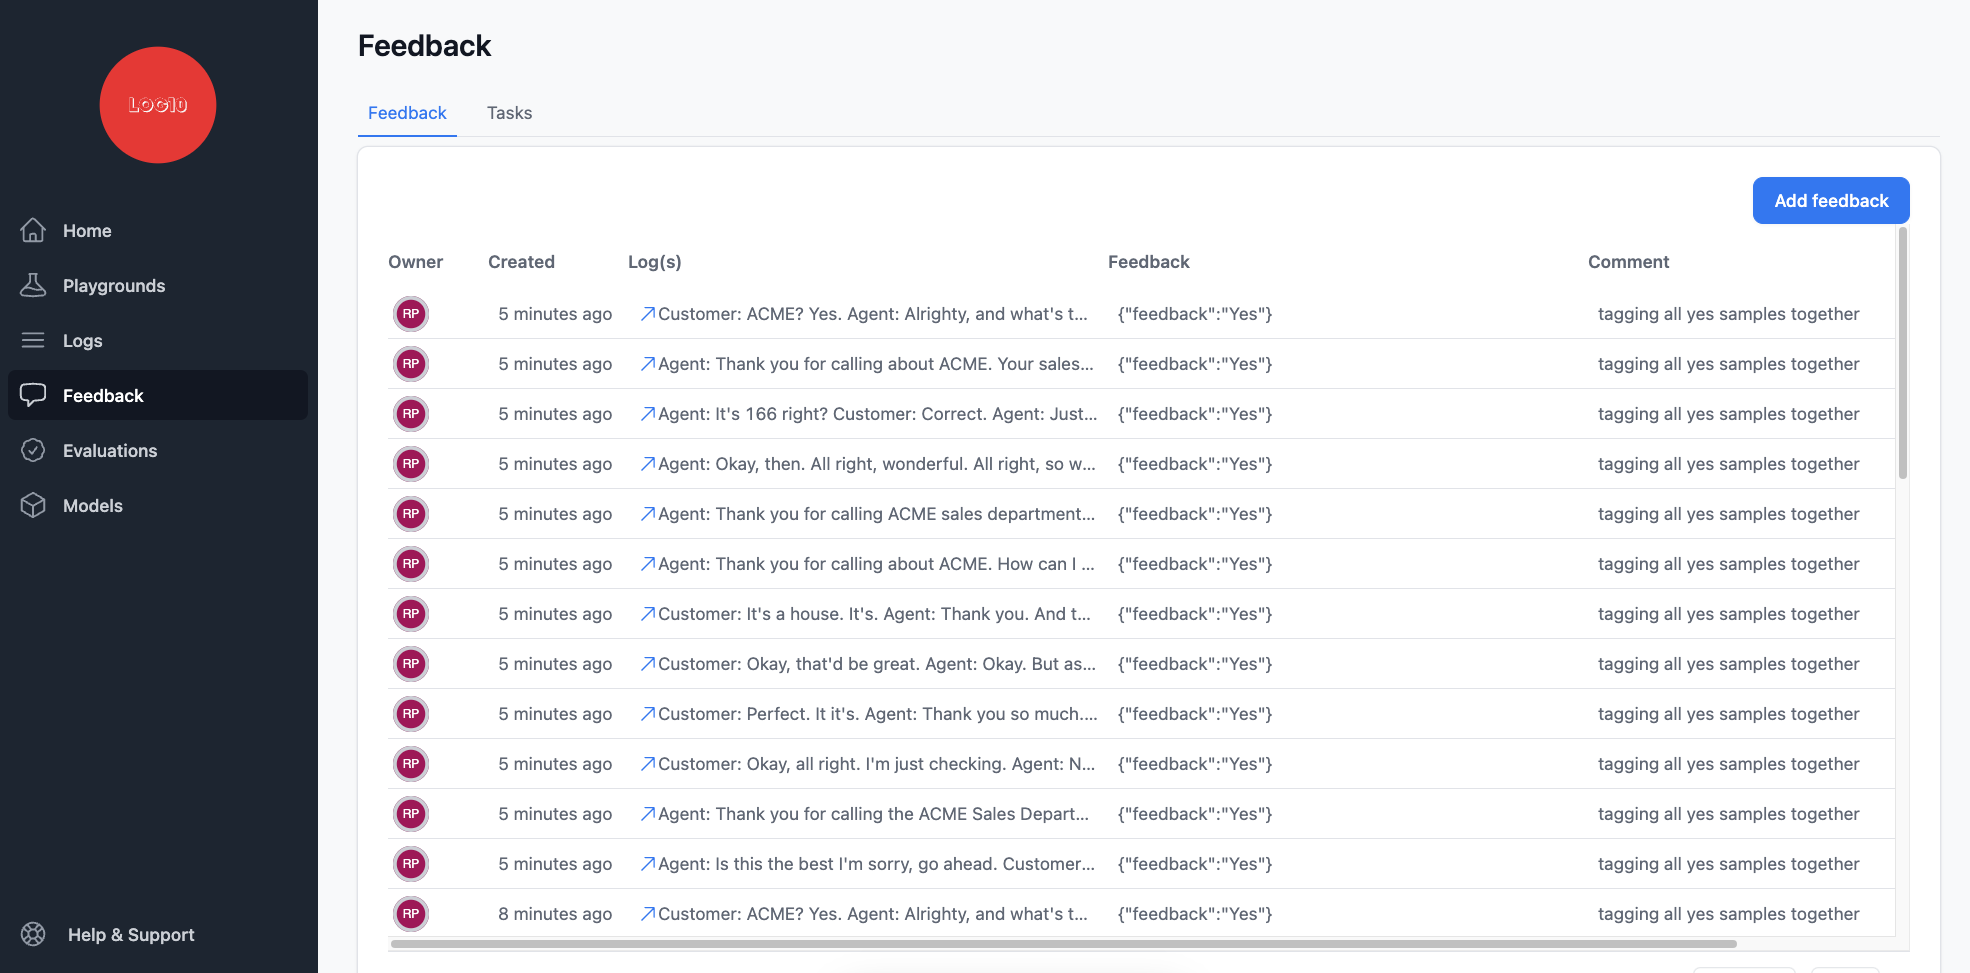 LOG10
Home
Playgrounds
Logs
Feedback
Evaluations
Models
Help & Support
Feedback
Feedback Tasks
Add feedback
Owner Created Log(s) Feedback Comment
RP 5 minutes ago Customer: ACME? Yes. Agent: Alrighty, and what's t... {"feedback":"Yes"} tagging all yes samples together
RP 5 minutes ago Agent: Thank you for calling about ACME. Your sales... {"feedback":"Yes"} tagging all yes samples together
RP 5 minutes ago Agent: It's 166 right? Customer: Correct. Agent: Just... {"feedback":"Yes"} tagging all yes samples together
RP 5 minutes ago Agent: Okay, then. All right, wonderful. All right, so w... {"feedback":"Yes"} tagging all yes samples together
RP 5 minutes ago Agent: Thank you for calling ACME sales department... {"feedback":"Yes"} tagging all yes samples together
RP 5 minutes ago Agent: Thank you for calling about ACME. How can I ... {"feedback":"Yes"} tagging all yes samples together
RP 5 minutes ago Customer: It's a house. It's. Agent: Thank you. And t... {"feedback":"Yes"} tagging all yes samples together
RP 5 minutes ago Customer: Okay, that'd be great. Agent: Okay. But as... {"feedback":"Yes"} tagging all yes samples together
RP 5 minutes ago Customer: Perfect. It it's. Agent: Thank you so much.... {"feedback":"Yes"} tagging all yes samples together
RP 5 minutes ago Customer: Okay, all right. I'm just checking. Agent: N... {"feedback":"Yes"} tagging all yes samples together
RP 5 minutes ago Agent: Thank you for calling the ACME Sales Depart... {"feedback":"Yes"} tagging all yes samples together
RP 5 minutes ago Agent: Is this the best I'm sorry, go ahead. Customer... {"feedback":"Yes"} tagging all yes samples together
RP 8 minutes ago Customer: ACME? Yes. Agent: Alrighty, and what's t... {"feedback":"Yes"} tagging all yes samples together